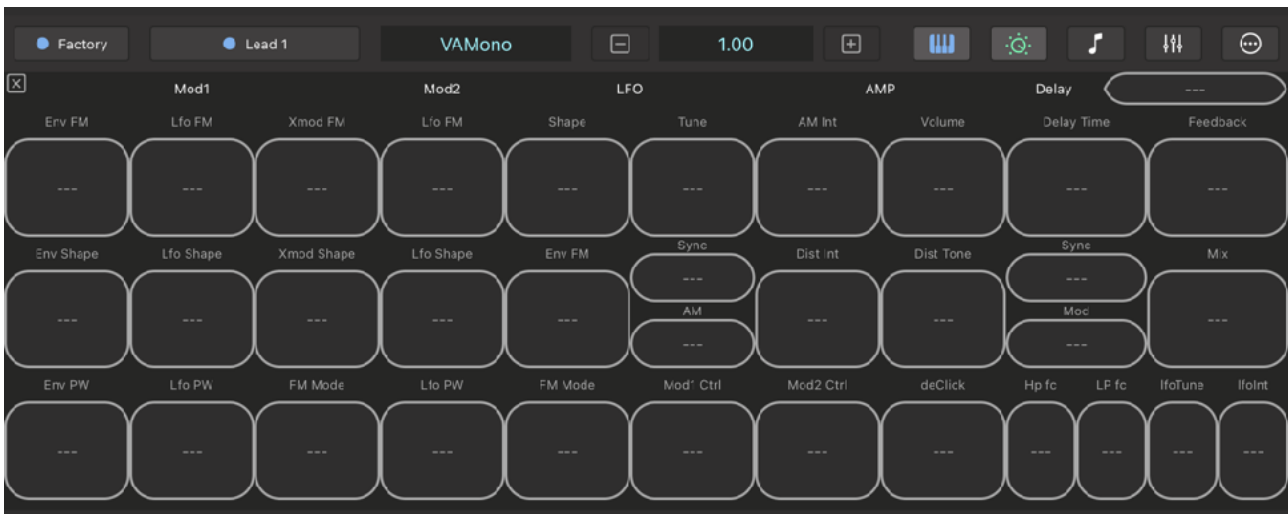 Factory Lead 1 VAMono 1.00
X Mod1 Mod2 LFO AMP Delay ---
Env FM Lfo FM Xmod FM Lfo FM Shape Tune AM Int Volume Delay Time Feedback
--- --- --- --- --- --- --- --- --- ---
Env Shape Lfo Shape Xmod Shape Lfo Shape Env FM Sync Dist Int Dist Tone Sync Mix
---  ---
AM Mod
--- --- --- --- --- --- --- --- --- ---
Env PW Lfo PW FM Mode Lfo PW FM Mode Mod1 Ctrl Mod2 Ctrl deClick Hp fc LP fc lfoTune lfoInt
--- --- --- --- --- --- --- --- --- --- --- ---